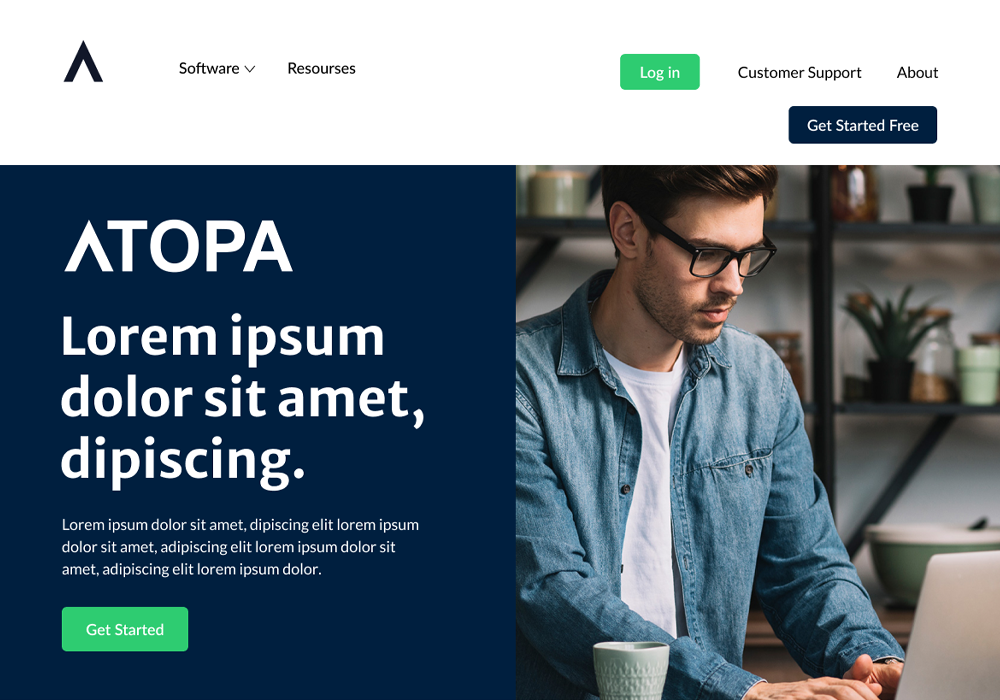 Software
Resourses
Log in
Customer Support
About
Get Started Free
ATOPA
Lorem ipsum
dolor sit amet,
dipiscing.
Lorem ipsum dolor sit amet, dipiscing elit lorem ipsum
dolor sit amet, adipiscing elit lorem ipsum dolor sit
amet, adipiscing elit lorem ipsum dolor.
Get Started